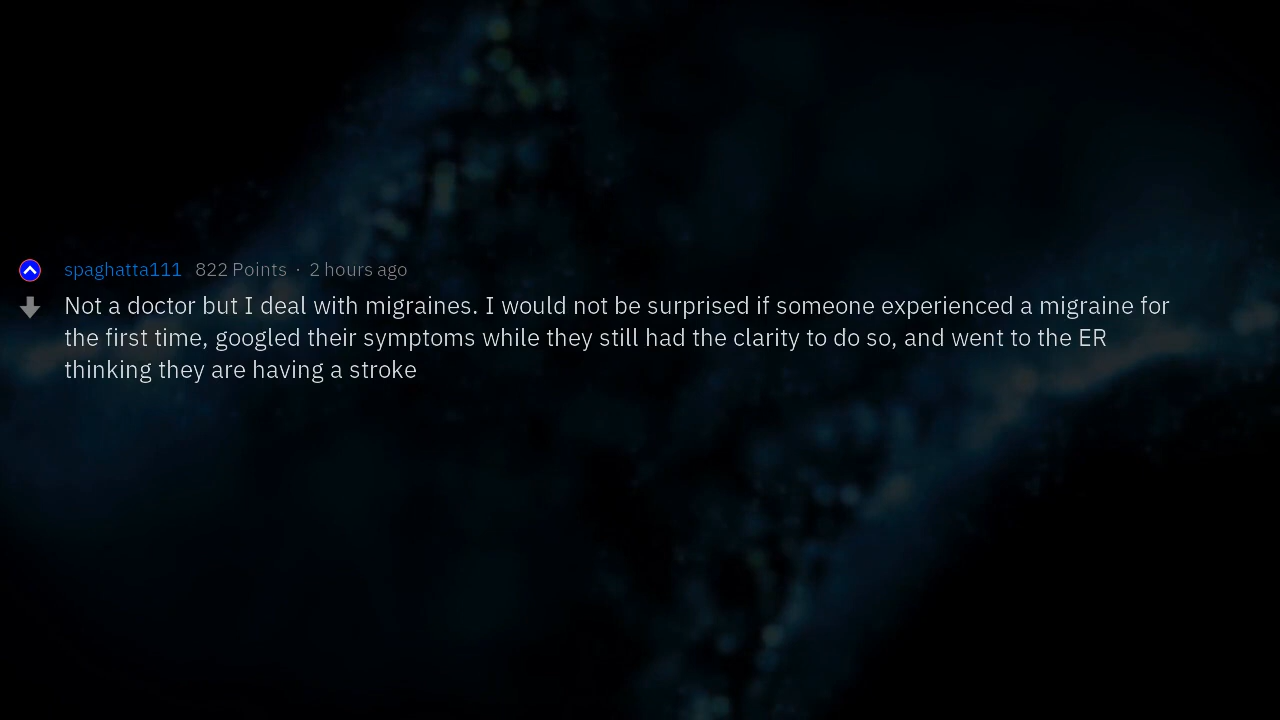 spaghatta111 822 Points · 2 hours ago
Not a doctor but I deal with migraines. I would not be surprised if someone experienced a migraine for
the first time, googled their symptoms while they still had the clarity to do so, and went to the ER
thinking they are having a stroke